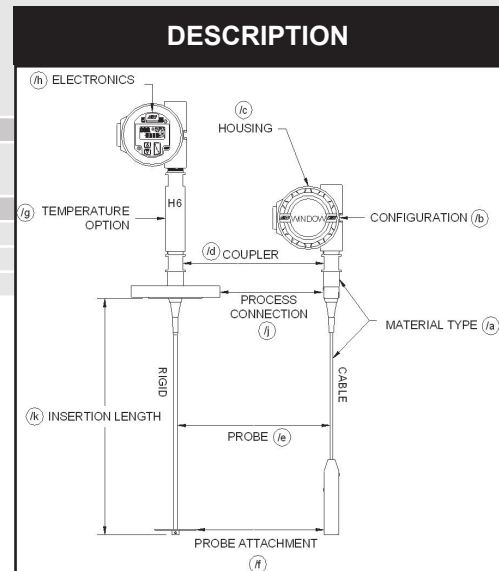 DESCRIPTION
/h ELECTRONICS
/c
HOUSING
/g TEMPERATURE
OPTION
H6
WINDOW
CONFIGURATION /b
/d COUPLER
PROCESS
CONNECTION
/j
MATERIAL TYPE /a
RIGID
CABLE
/k INSERTION LENGTH
PROBE /e
PROBE ATTACHMENT
/f